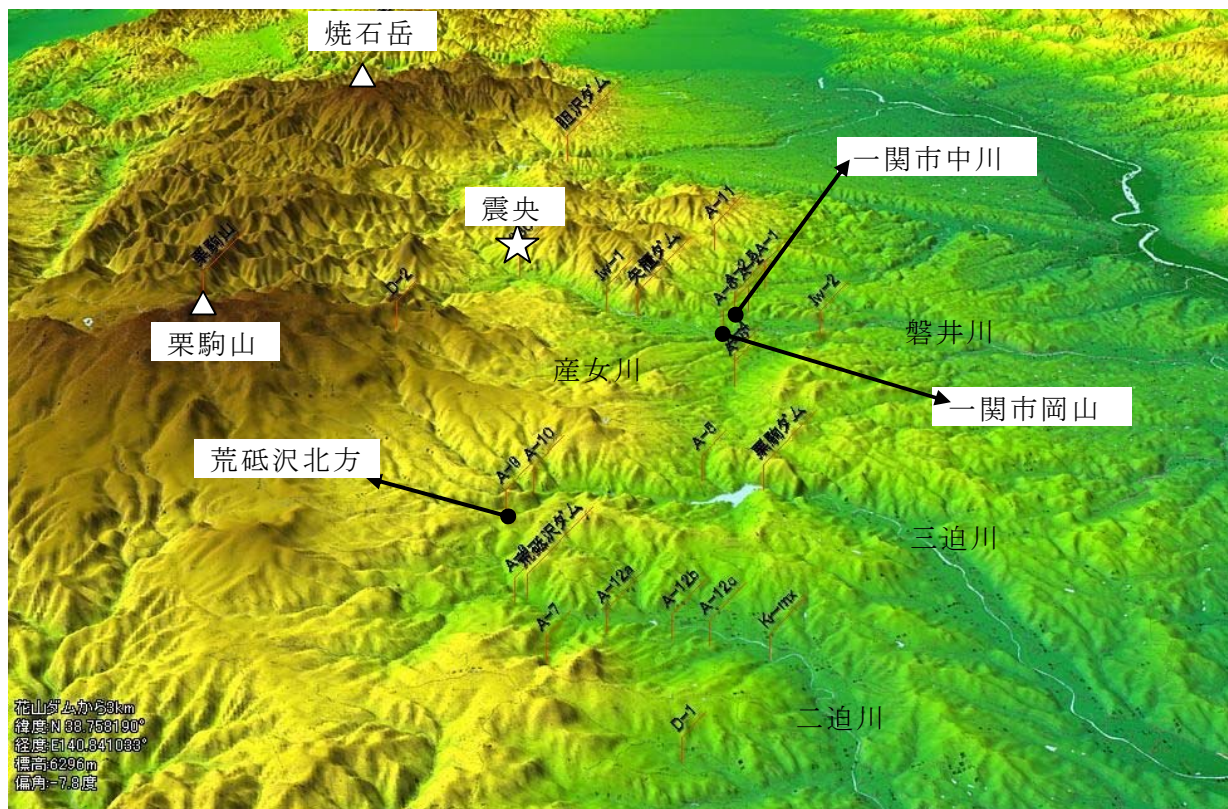 焼石岳
胆沢ダム
一関市中川
震央
A-11
栗駒山
D-2
Iw-1
矢櫃ダム
A-1
Iw-2
栗駒山
磐井川
産女川
一関市岡山
荒砥沢北方
A-10
栗駒ダム
三迫川
荒砥沢ダム
A-12a
A-12b
A-12c
A-7
Kr-mx
二迫川
D-1
花山ダムから3km
緯度:N 38.758190°
経度:E140.841033°
標高:6296m
偏角:-7.8度